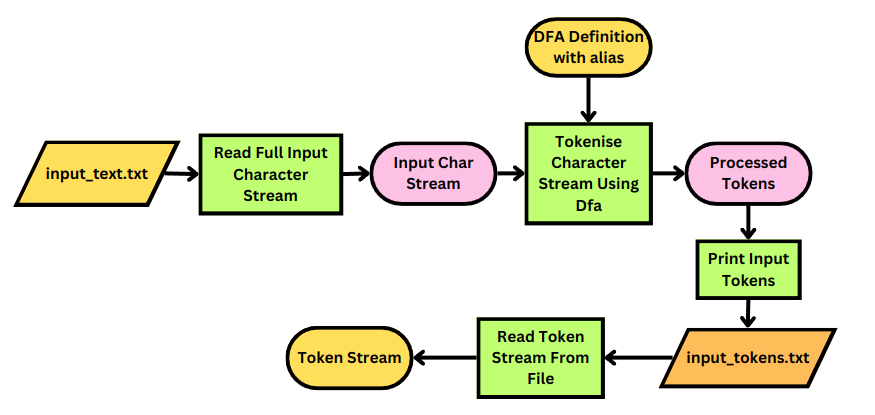 DFA Definition
with alias
input_text.txt
Read Full Input
Character
Stream
Input Char
Stream
Tokenise
Character
Stream Using
Dfa
Processed
Tokens
Print Input
Tokens
input_tokens.txt
Read Token
Stream From
File
Token Stream